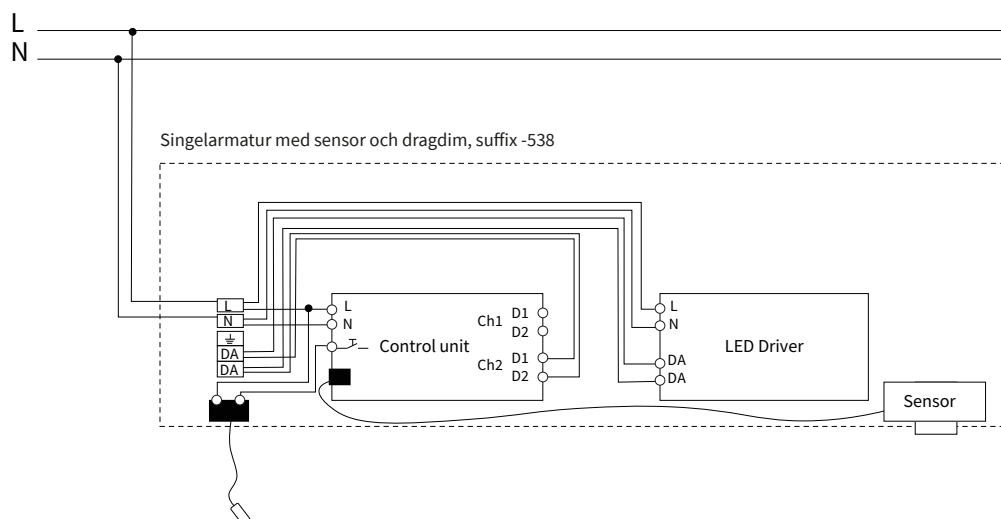 L
N
Singelarmatur med sensor och dragdim, suffix -538
L
N
DA
DA
L
N
Control unit
Ch1
D1
D2
Ch2
D1
D2
L
N
DA
DA
LED Driver
Sensor